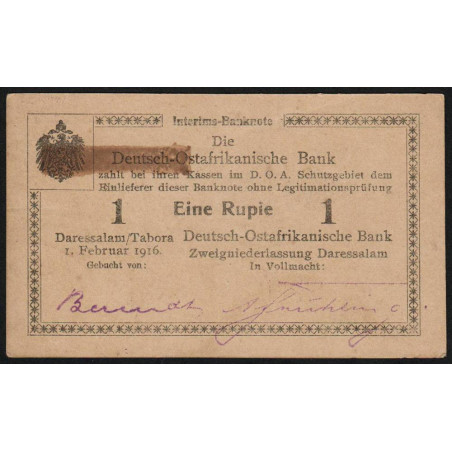 Interims-Banknote
Die
Deutsch-Ostafrikanische Bank
zahlt bei ihren Kassen im D. O. A. Schutzgebiet dem
Einlieferer dieser Banknote ohne Legitimationsprüfung
1 Eine Rupie 1
Daressalam/Tabora Deutsch-Ostafrikanische Bank
1. Februar 1916. Zweigniederlassung Daressalam
Gebucht von: In Vollmacht:
Berendt